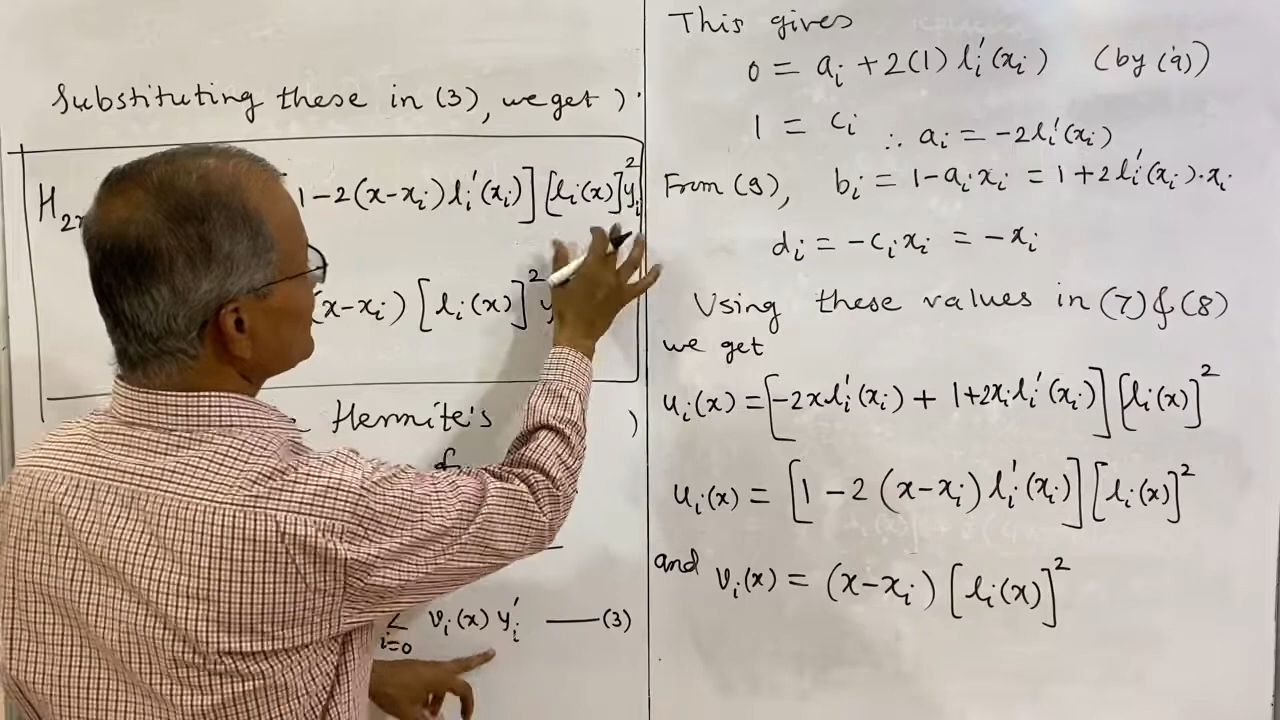 Substituting these in (3), we get )
H₂ₙ 1-2(x-xᵢ) lᵢ'(xᵢ)] [lᵢ(x)]² yᵢ
(x-xᵢ) [lᵢ(x)]² y
Hermite's )
of
Σ i=0 vᵢ(x) yᵢ' —(3)
This gives
0 = aᵢ + 2(1) lᵢ'(xᵢ) (by (9))
1 = cᵢ ∴ aᵢ = -2lᵢ'(xᵢ)
From (9), bᵢ = 1-aᵢxᵢ = 1+2lᵢ'(xᵢ)·xᵢ
dᵢ = -cᵢxᵢ = -xᵢ
Using these values in (7) & (8)
we get
uᵢ(x) = [-2xlᵢ'(xᵢ) + 1+2xᵢlᵢ'(xᵢ)] [lᵢ(x)]²
uᵢ(x) = [1 - 2 (x-xᵢ) lᵢ'(xᵢ)] [lᵢ(x)]²
and vᵢ(x) = (x-xᵢ) [lᵢ(x)]²